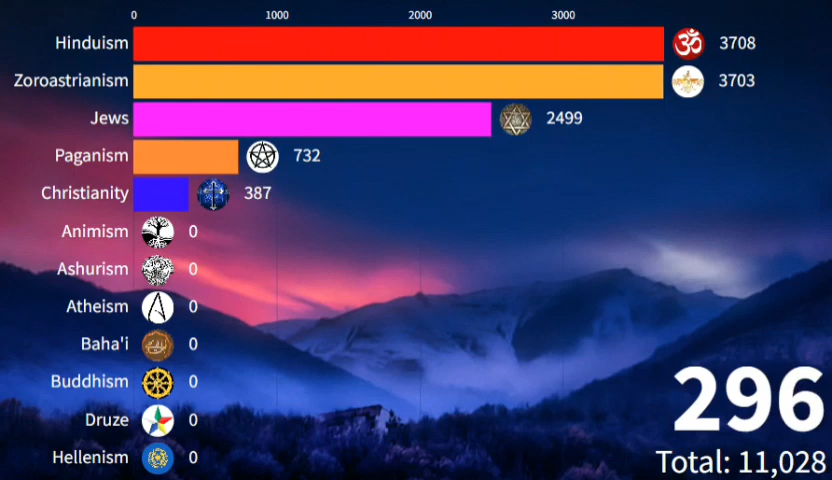 0 1000 2000 3000
Hinduism 3708
Zoroastrianism 3703
Jews 2499
Paganism 732
Christianity 387
Animism 0
Ashurism 0
Atheism 0
Baha'i 0
Buddhism 0
Druze 0
Hellenism 0
296
Total: 11,028